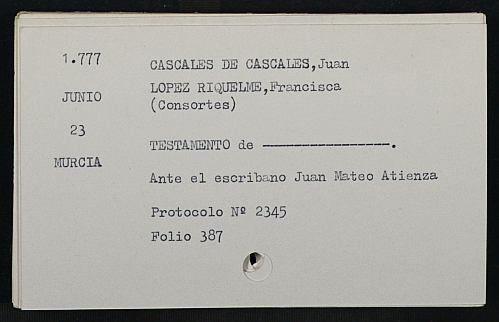 1.777
CASCALES DE CASCALES,Juan
LOPEZ RIQUELME,Francisca
JUNIO
(Consortes)
23
TESTAMENTO de ----------------.
MURCIA
Ante el escribano Juan Mateo Atienza
Protocolo Nº 2345
Folio 387